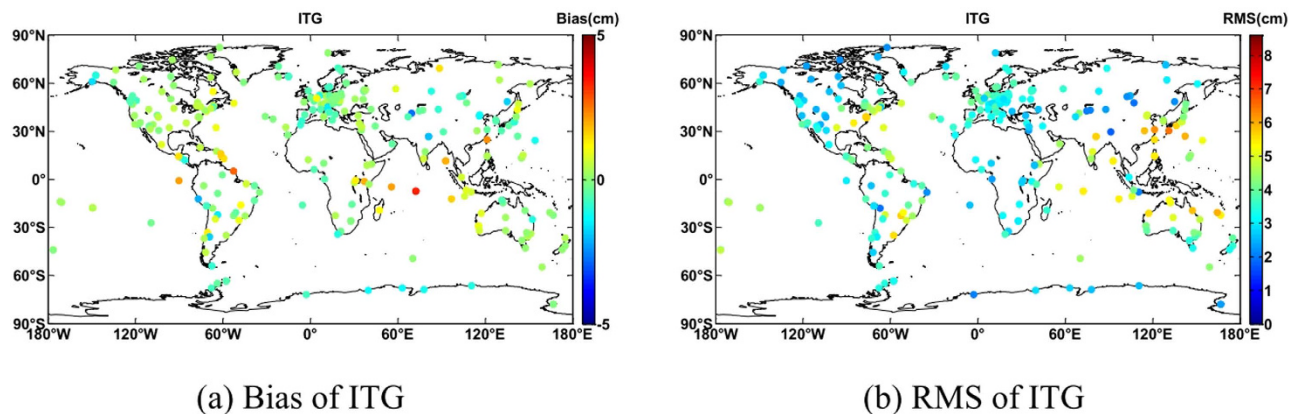 ITG
Bias(cm)
90°N
60°N
30°N
0°
30°S
60°S
90°S
180°W
120°W
60°W
0°
60°E
120°E
180°E
5
0
-5
ITG
RMS(cm)
90°N
60°N
30°N
0°
30°S
60°S
90°S
180°W
120°W
60°W
0°
60°E
120°E
180°E
8
7
6
5
4
3
2
1
0
(a) Bias of ITG
(b) RMS of ITG